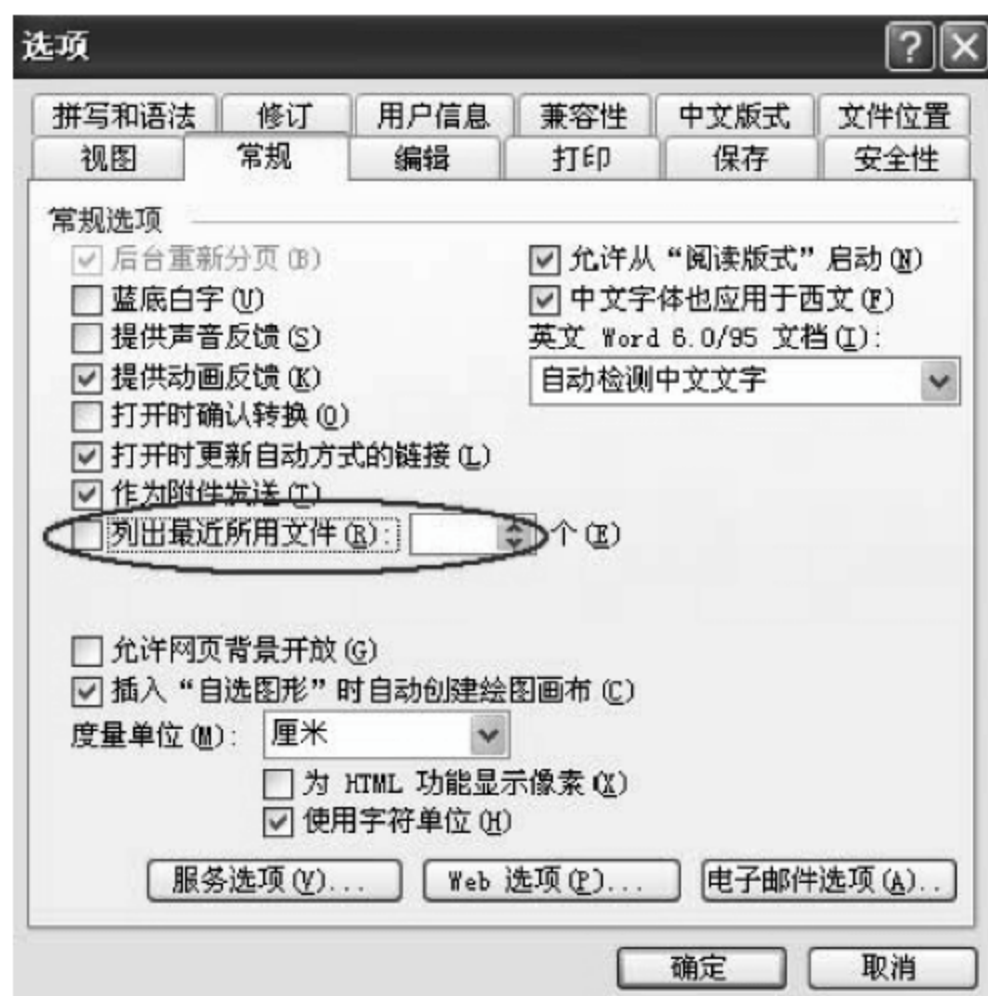 选项
拼写和语法 修订 用户信息 兼容性 中文版式 文件位置
视图 常规 编辑 打印 保存 安全性
常规选项
后台重新分页(B) 允许从“阅读版式”启动(N)
蓝底白字(U) 中文字体也应用于西文(F)
提供声音反馈(S) 英文 Word 6.0/95 文档(I):
提供动画反馈(K) 自动检测中文文字
打开时确认转换(O)
打开时更新自动方式的链接(L)
作为附件发送(T)
列出最近所用文件(R): 个(E)
允许网页背景开放(G)
插入“自选图形”时自动创建绘图画布(C)
度量单位(M): 厘米
为 HTML 功能显示像素(X)
使用字符单位(H)
服务选项(V)... Web 选项(P)... 电子邮件选项(A)..
确定 取消